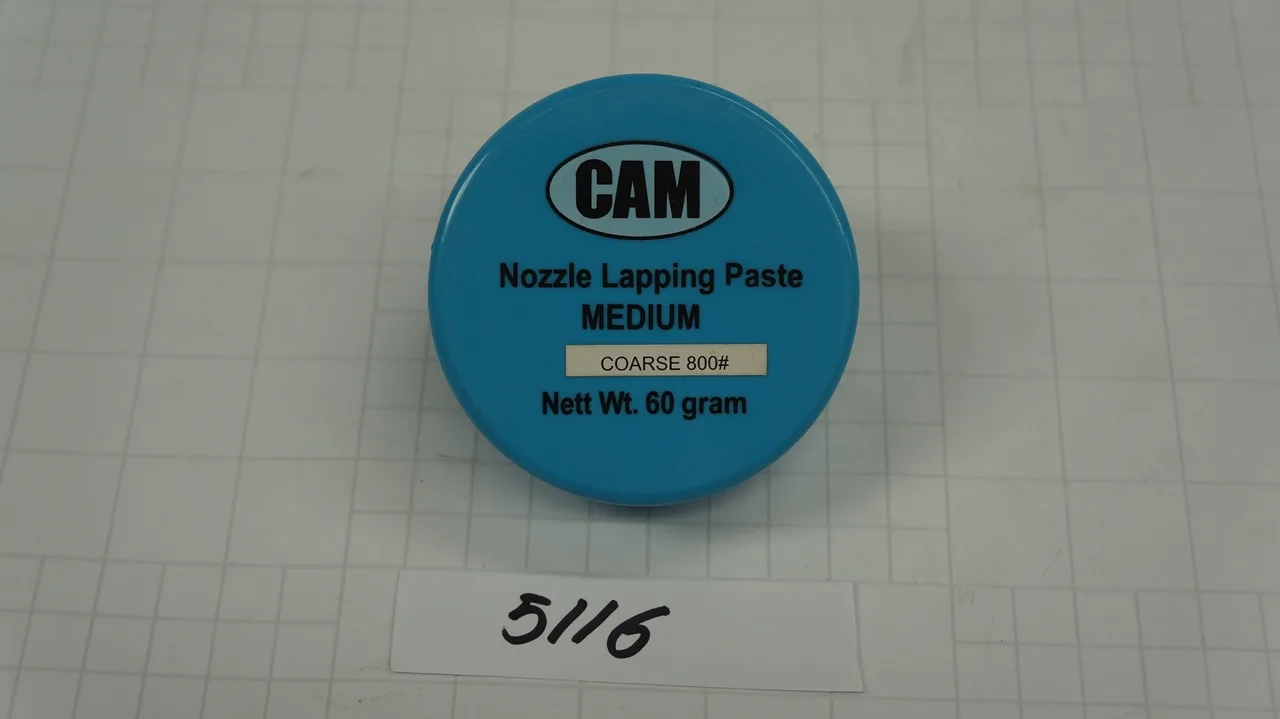 CAM
Nozzle Lapping Paste
MEDIUM
COARSE 800#
Nett Wt. 60 gram
5116